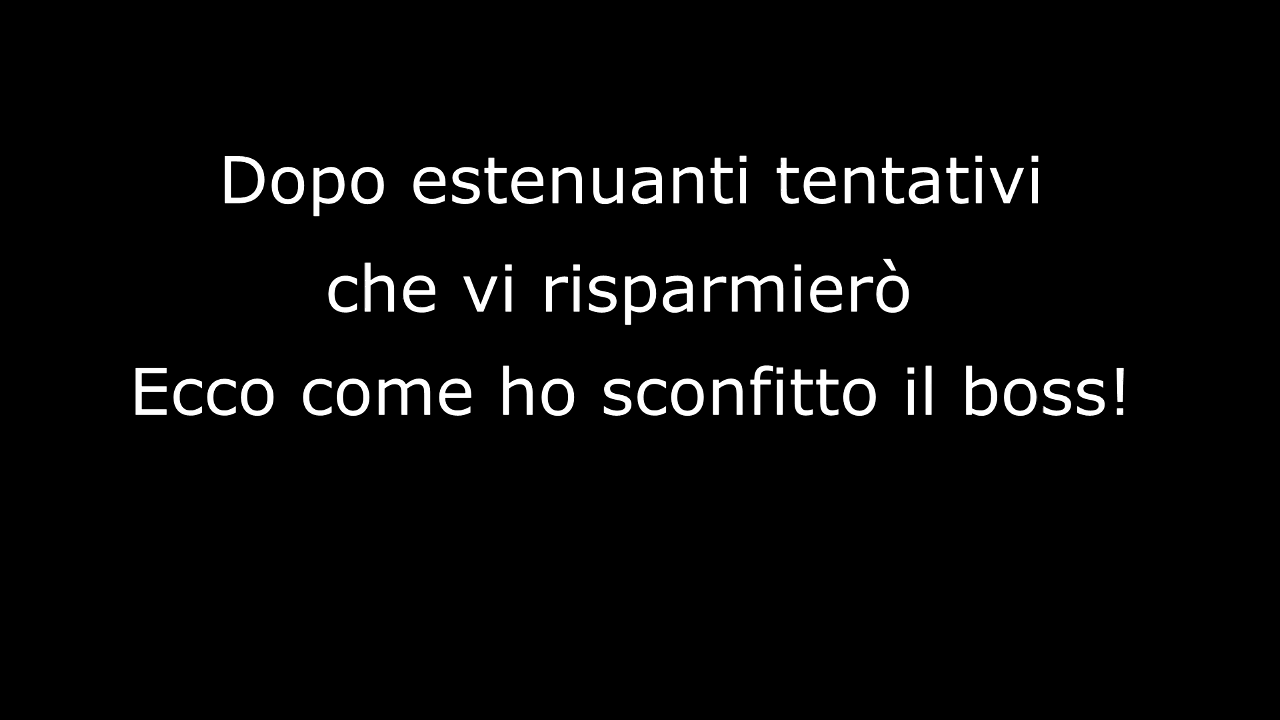 Dopo estenuanti tentativi
che vi risparmierò
Ecco come ho sconfitto il boss!